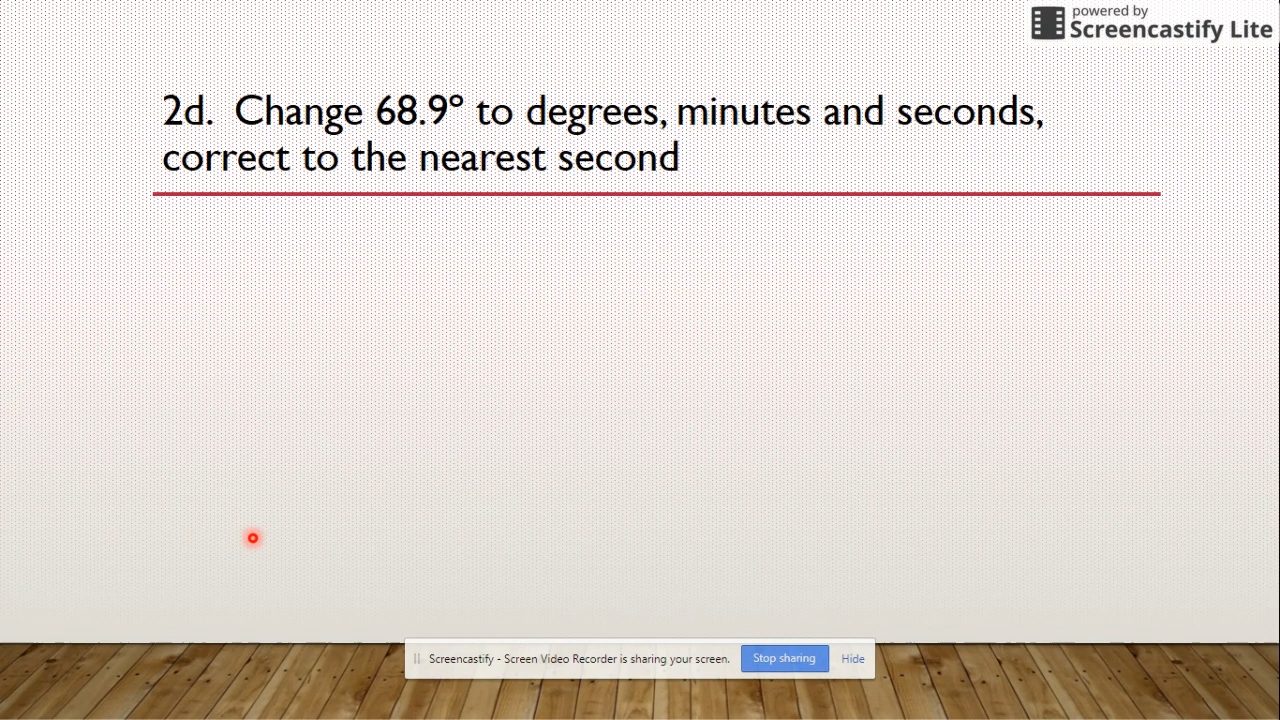 powered by
Screencastify Lite
2d. Change 68.9º to degrees, minutes and seconds,
correct to the nearest second
Screencastify - Screen Video Recorder is sharing your screen. Stop sharing Hide